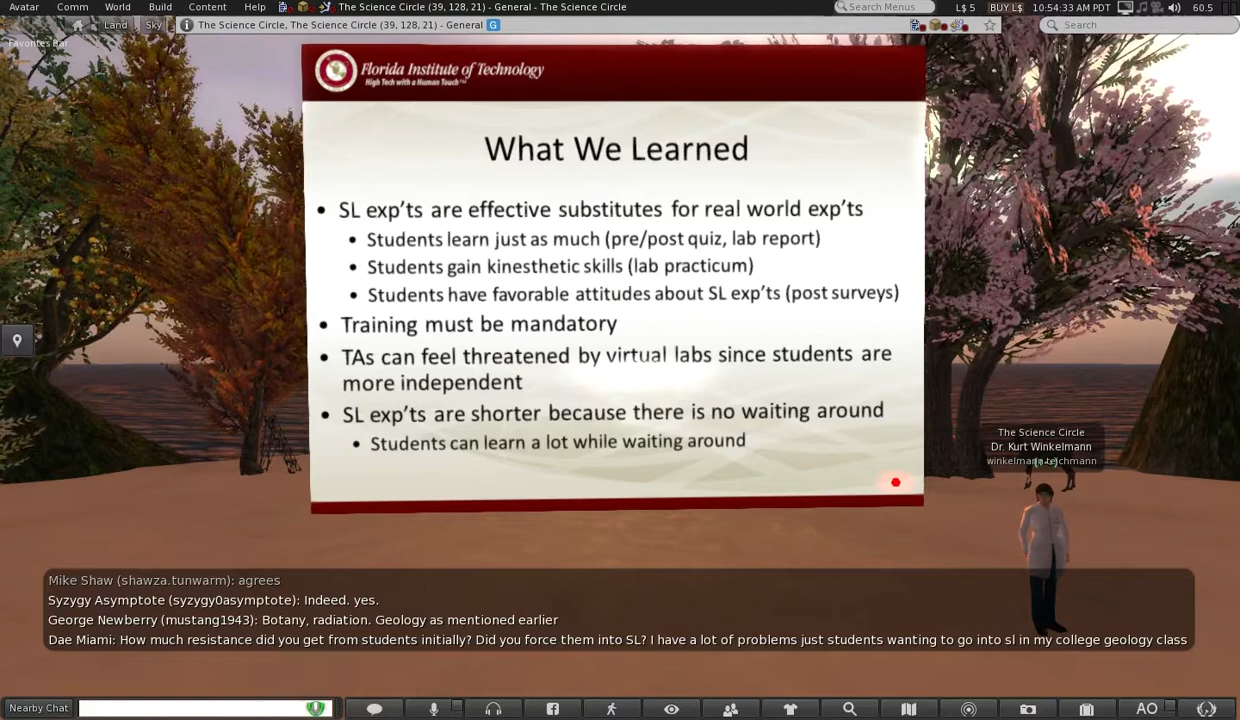 Avatar Comm World Build Content Help The Science Circle, The Science Circle (39, 128, 21) - General - The Science Circle Search Menus L$ 5 BUY L$ 10:54:33 AM PDT 60.5
Land Sky The Science Circle, The Science Circle (39, 128, 21) - General G Search
Favorites Bar
Florida Institute of Technology
High Tech with a Human Touch™
What We Learned
• SL exp'ts are effective substitutes for real world exp'ts
• Students learn just as much (pre/post quiz, lab report)
• Students gain kinesthetic skills (lab practicum)
• Students have favorable attitudes about SL exp'ts (post surveys)
• Training must be mandatory
• TAs can feel threatened by virtual labs since students are
more independent
• SL exp'ts are shorter because there is no waiting around
• Students can learn a lot while waiting around
The Science Circle
Dr. Kurt Winkelmann
Mike Shaw (shawza.tunwarm): agrees
Syzygy Asymptote (syzygy0asymptote): Indeed. yes.
George Newberry (mustang1943): Botany, radiation. Geology as mentioned earlier
Dae Miami: How much resistance did you get from students initially? Did you force them into SL? I have a lot of problems just students wanting to go into sl in my college geology class
Nearby Chat AO